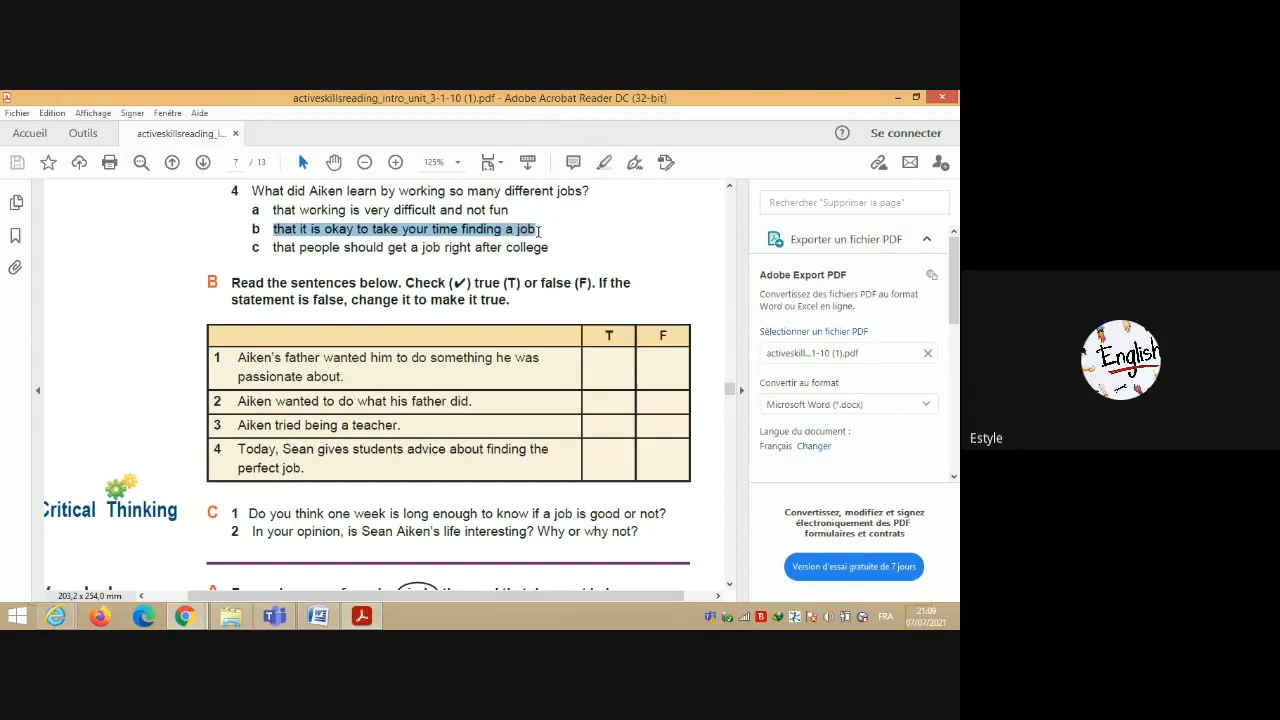 activeskillsreading_intro_unit_3-1-10 (1).pdf - Adobe Acrobat Reader DC (32-bit)
Fichier Edition Affichage Signer Fenêtre Aide
Accueil Outils activeskillsreading_i... × Se connecter
7 / 13 125%
4 What did Aiken learn by working so many different jobs?
a that working is very difficult and not fun
b that it is okay to take your time finding a job
c that people should get a job right after college
B Read the sentences below. Check (✔) true (T) or false (F). If the
statement is false, change it to make it true.
T F
1 Aiken's father wanted him to do something he was
passionate about.
2 Aiken wanted to do what his father did.
3 Aiken tried being a teacher.
4 Today, Sean gives students advice about finding the
perfect job.
Critical Thinking
C 1 Do you think one week is long enough to know if a job is good or not?
2 In your opinion, is Sean Aiken's life interesting? Why or why not?
203,2 x 254,0 mm
Rechercher "Supprimer la page"
Exporter un fichier PDF
Adobe Export PDF
Convertissez des fichiers PDF au format
Word ou Excel en ligne.
Sélectionner un fichier PDF
activeskill...1-10 (1).pdf
Convertir au format
Microsoft Word (*.docx)
Langue du document :
Français Changer
Convertissez, modifiez et signez
électroniquement des PDF
formulaires et contrats
Version d'essai gratuite de 7 jours
FRA
21:09
07/07/2021
English
Estyle